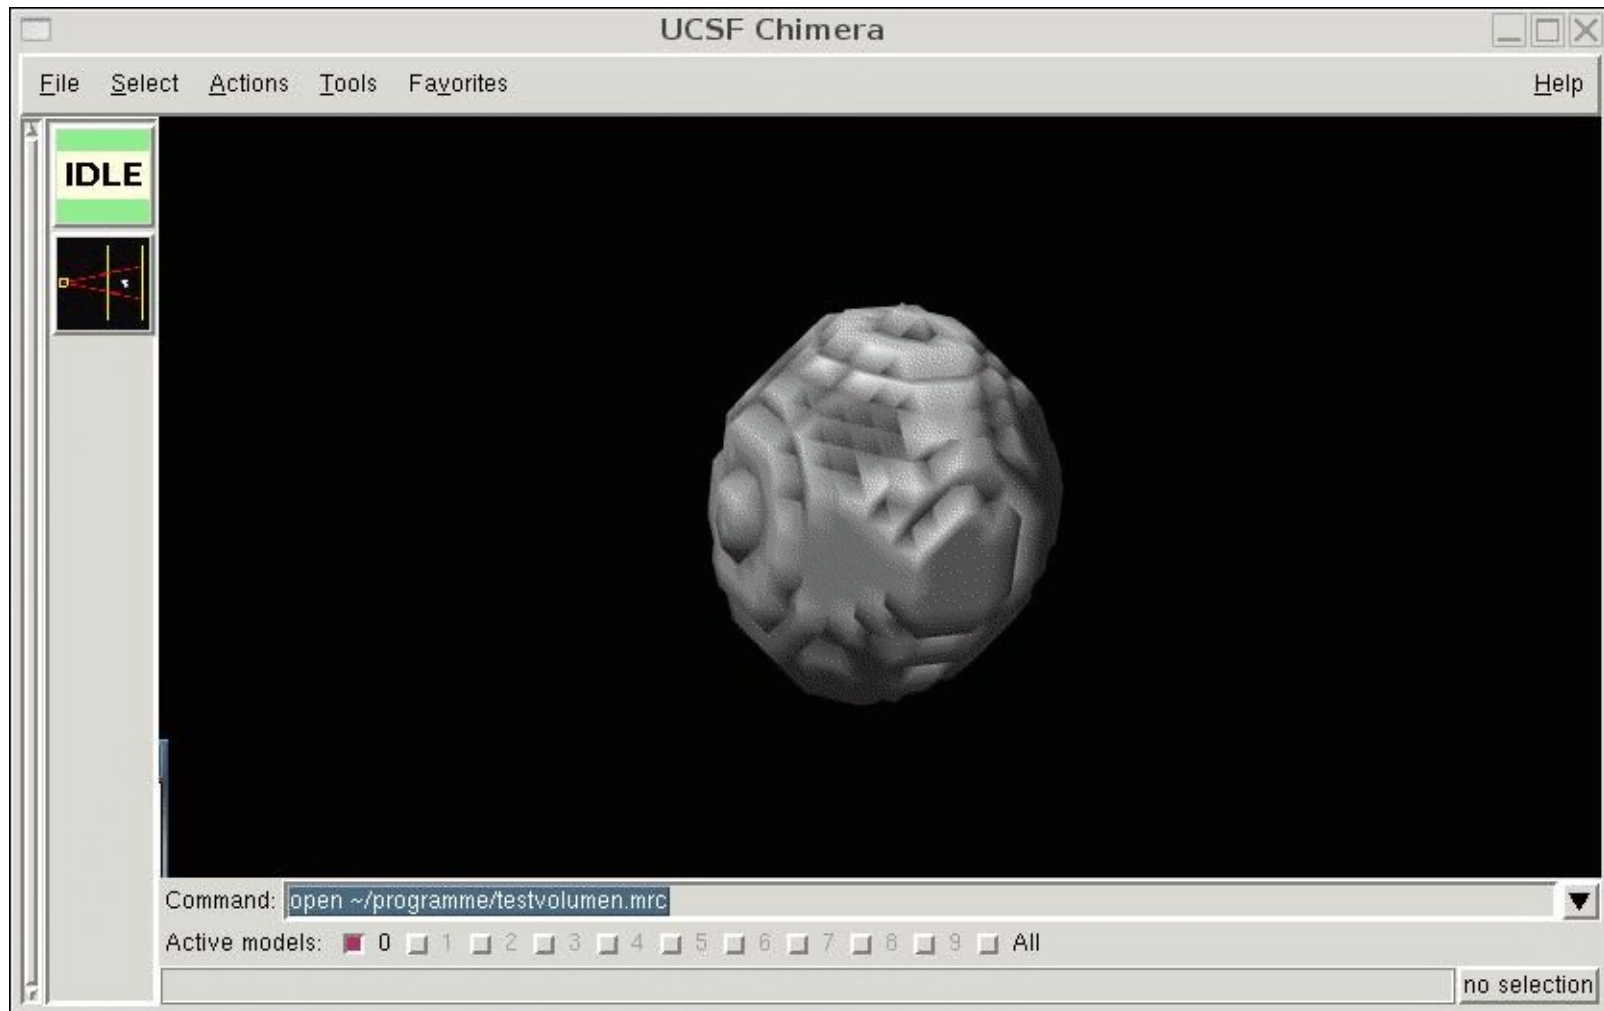 UCSF Chimera
File Select Actions Tools Favorites Help
IDLE
Command: open ~/programme/testvolumen.mrc
Active models: 0 1 2 3 4 5 6 7 8 9 All
no selection